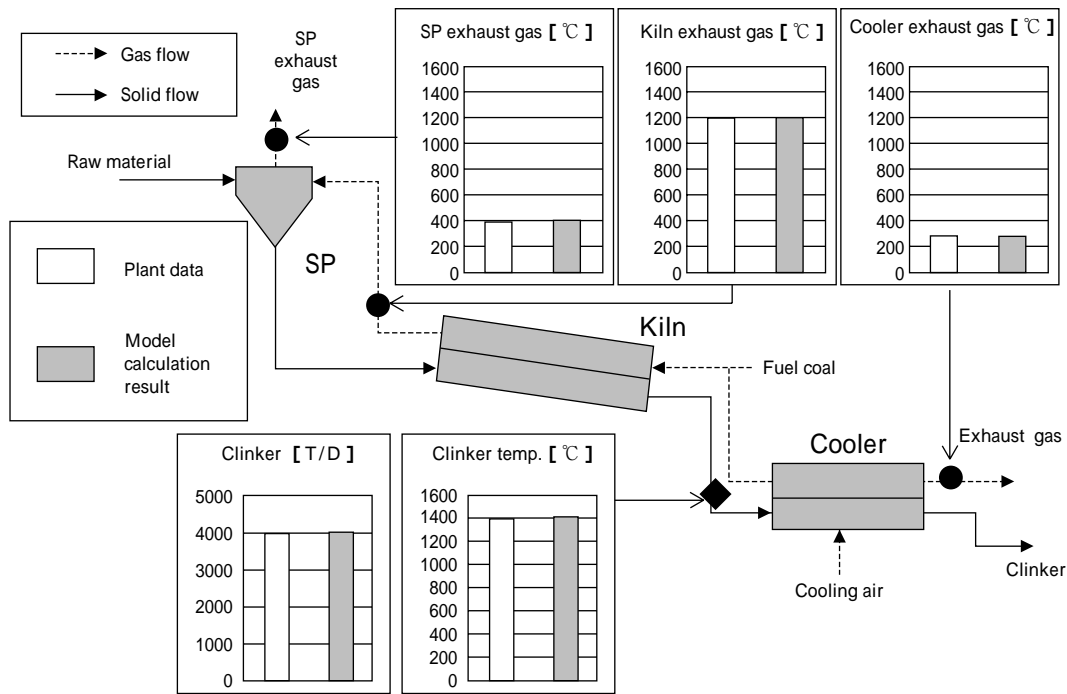 Gas flow
Solid flow
SP
exhaust
gas
Raw material
SP
Plant data
Model
calculation
result
SP exhaust gas [ ℃ ]
1600
1400
1200
1000
800
600
400
200
0
Kiln exhaust gas [ ℃ ]
1600
1400
1200
1000
800
600
400
200
0
Cooler exhaust gas [ ℃ ]
1600
1400
1200
1000
800
600
400
200
0
Kiln
Fuel coal
Cooler
Exhaust gas
Cooling air
Clinker
Clinker [ T/D ]
5000
4000
3000
2000
1000
0
Clinker temp. [ ℃ ]
1600
1400
1200
1000
800
600
400
200
0